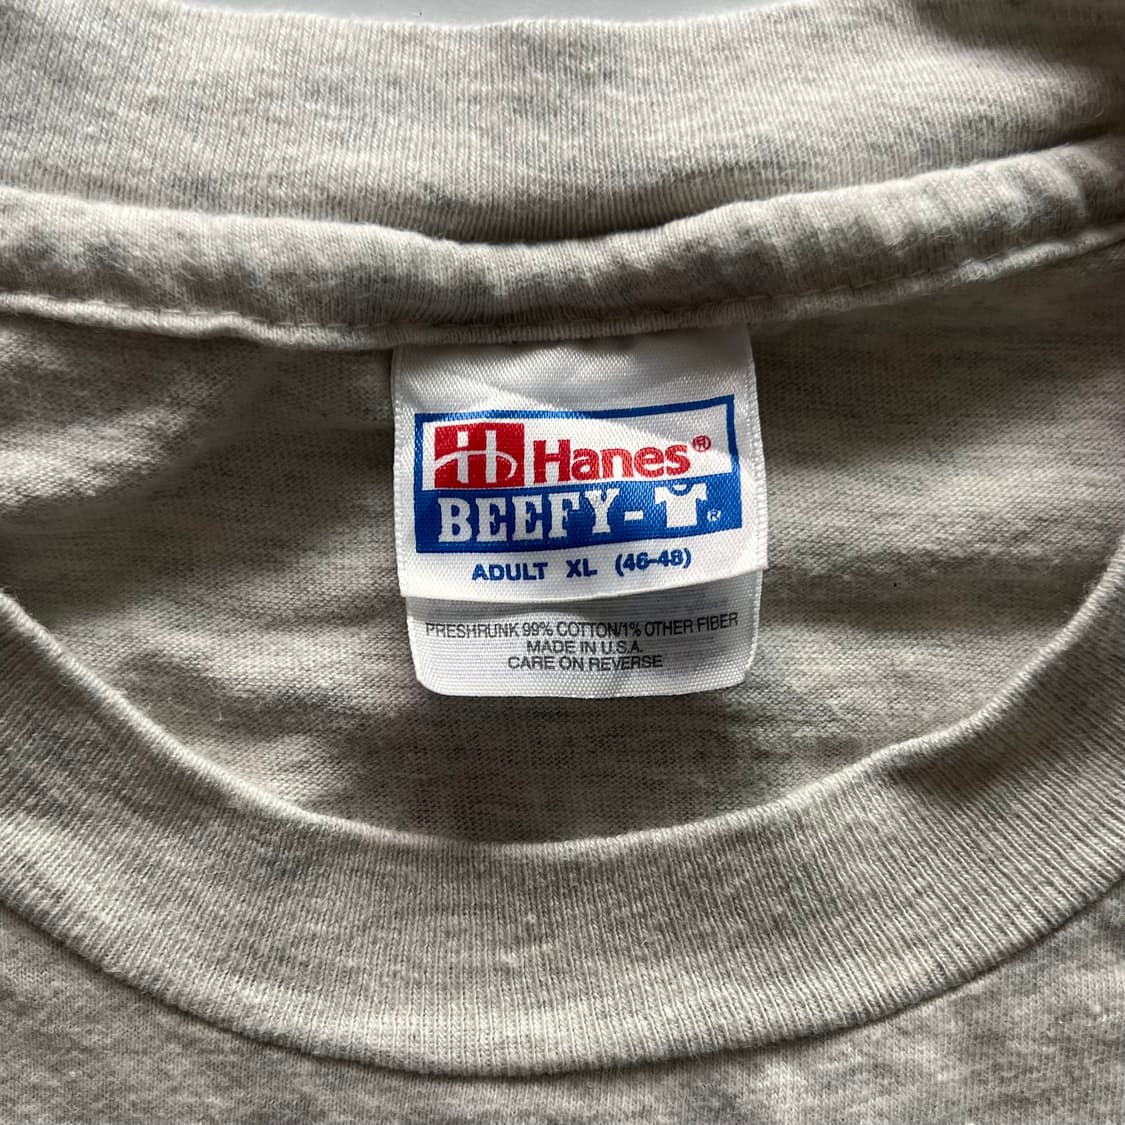 Hanes®
BEEFY-T®
ADULT XL (46-48)
PRESHRUNK 99% COTTON/1% OTHER FIBER
MADE IN U.S.A.
CARE ON REVERSE